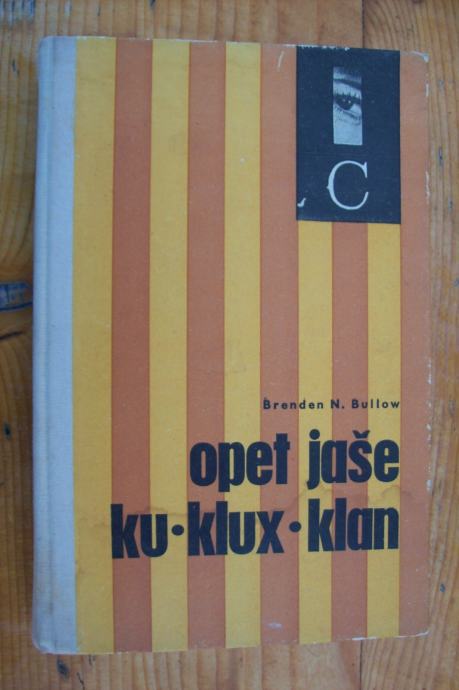 C
Brenden N. Bullow
opet jaše
ku·klux·klan